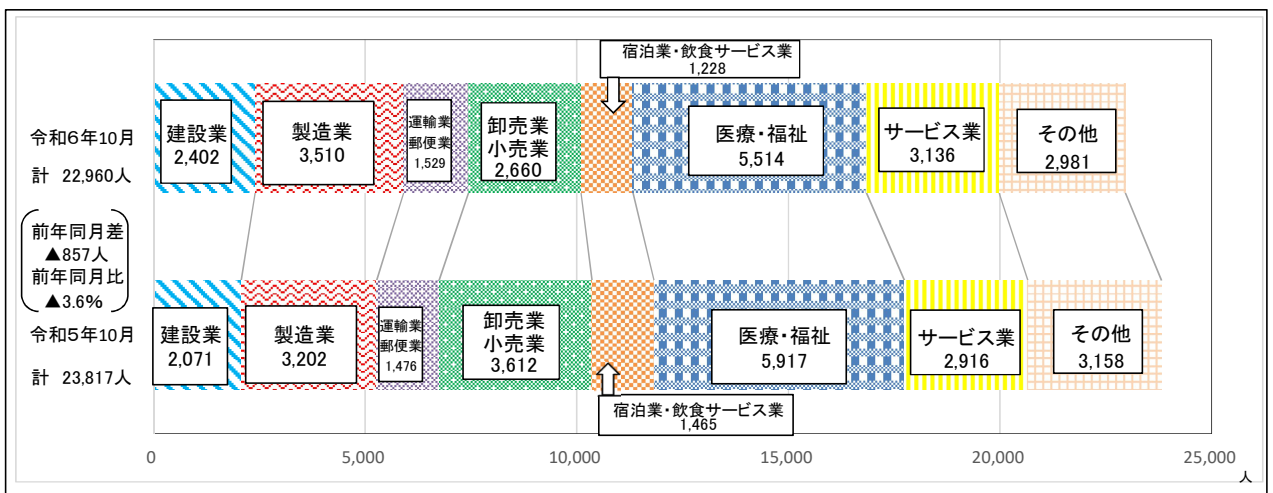 宿泊業・飲食サービス業
1,228
令和6年10月
計 22,960人
建設業
2,402
製造業
3,510
運輸業
郵便業
1,529
卸売業
小売業
2,660
医療・福祉
5,514
サービス業
3,136
その他
2,981
前年同月差
▲857人
前年同月比
▲3.6%
令和5年10月
計 23,817人
建設業
2,071
製造業
3,202
運輸業
郵便業
1,476
卸売業
小売業
3,612
医療・福祉
5,917
サービス業
2,916
その他
3,158
宿泊業・飲食サービス業
1,465
0 5,000 10,000 15,000 20,000 25,000
人